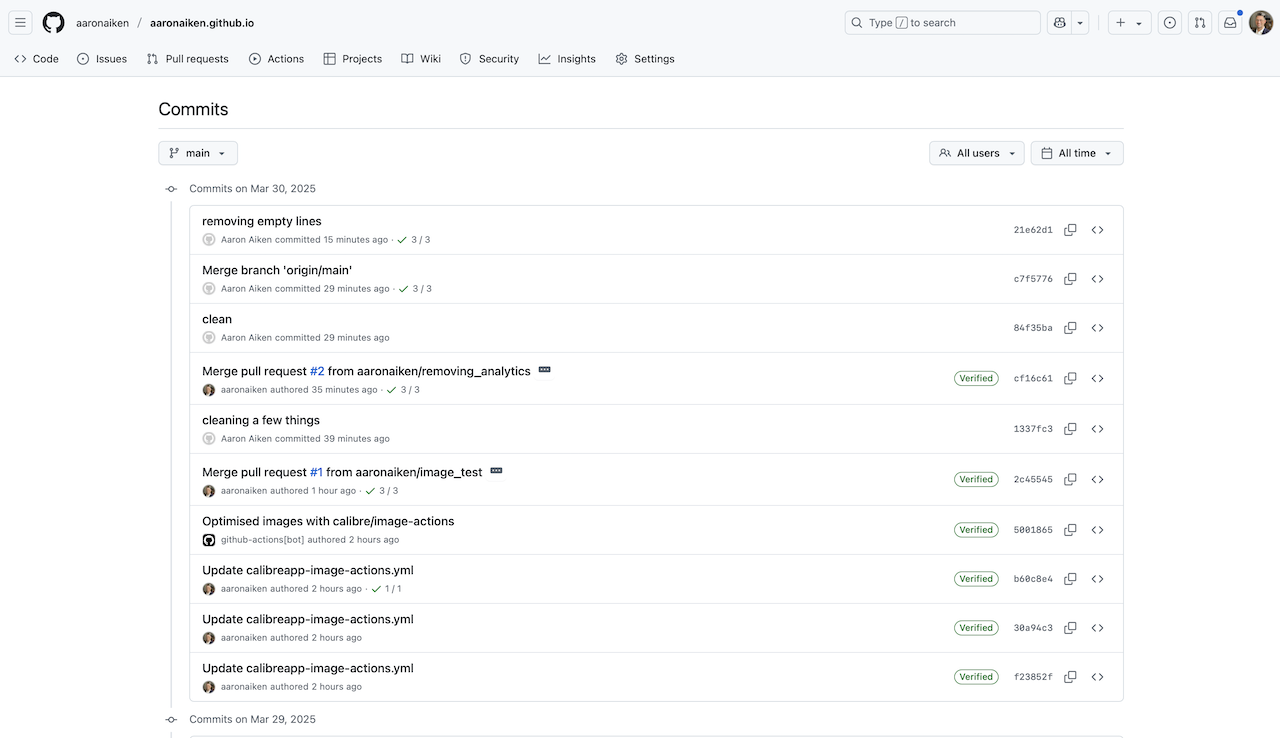 aaronaiken / aaronaiken.github.io
Type / to search
Code Issues Pull requests Actions Projects Wiki Security Insights Settings
Commits
main All users All time
Commits on Mar 30, 2025
removing empty lines
Aaron Aiken committed 15 minutes ago · 3 / 3
21e62d1
Merge branch 'origin/main'
Aaron Aiken committed 29 minutes ago · 3 / 3
c7f5776
clean
Aaron Aiken committed 29 minutes ago
84f35ba
Merge pull request #2 from aaronaiken/removing_analytics
aaronaiken authored 35 minutes ago · 3 / 3
Verified cf16c61
cleaning a few things
Aaron Aiken committed 39 minutes ago
1337fc3
Merge pull request #1 from aaronaiken/image_test
aaronaiken authored 1 hour ago · 3 / 3
Verified 2c45545
Optimised images with calibre/image-actions
github-actions[bot] authored 2 hours ago
Verified 5001865
Update calibreapp-image-actions.yml
aaronaiken authored 2 hours ago · 1 / 1
Verified b60c8e4
Update calibreapp-image-actions.yml
aaronaiken authored 2 hours ago
Verified 30a94c3
Update calibreapp-image-actions.yml
aaronaiken authored 2 hours ago
Verified f23852f
Commits on Mar 29, 2025